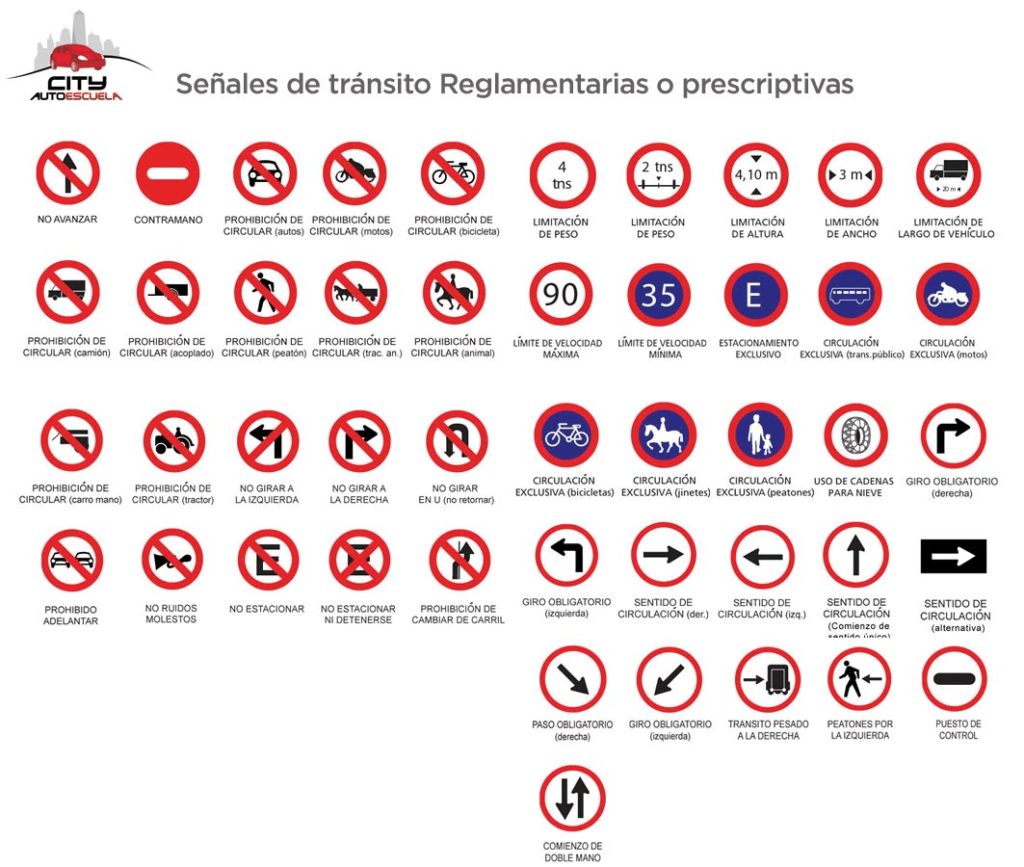 CITY
AUTOESCUELA
Señales de tránsito Reglamentarias o prescriptivas
NO AVANZAR
CONTRAMANO
PROHIBICIÓN DE
CIRCULAR (autos)
PROHIBICIÓN DE
CIRCULAR (motos)
PROHIBICIÓN DE
CIRCULAR (bicicleta)
PROHIBICIÓN DE
CIRCULAR (camión)
PROHIBICIÓN DE
CIRCULAR (acoplado)
PROHIBICIÓN DE
CIRCULAR (peatón)
PROHIBICIÓN DE
CIRCULAR (trac. an.)
PROHIBICIÓN DE
CIRCULAR (animal)
PROHIBICIÓN DE
CIRCULAR (carro mano)
PROHIBICIÓN DE
CIRCULAR (tractor)
NO GIRAR A
LA IZQUIERDA
NO GIRAR A
LA DERECHA
NO GIRAR
EN U (no retornar)
PROHIBIDO
ADELANTAR
NO RUIDOS
MOLESTOS
E
NO ESTACIONAR
E
NO ESTACIONAR
NI DETENERSE
PROHIBICIÓN DE
CAMBIAR DE CARRIL
4
tns
LIMITACIÓN
DE PESO
2 tns
LIMITACIÓN
DE PESO
4,10 m
LIMITACIÓN
DE ALTURA
3 m
LIMITACIÓN
DE ANCHO
20 m
LIMITACIÓN DE
LARGO DE VEHÍCULO
90
LÍMITE DE VELOCIDAD
MÁXIMA
35
LÍMITE DE VELOCIDAD
MÍNIMA
E
ESTACIONAMIENTO
EXCLUSIVO
CIRCULACIÓN
EXCLUSIVA (trans.público)
CIRCULACIÓN
EXCLUSIVA (motos)
CIRCULACIÓN
EXCLUSIVA (bicicletas)
CIRCULACIÓN
EXCLUSIVA (jinetes)
CIRCULACIÓN
EXCLUSIVA (peatones)
USO DE CADENAS
PARA NIEVE
GIRO OBLIGATORIO
(derecha)
GIRO OBLIGATORIO
(izquierda)
SENTIDO DE
CIRCULACIÓN (der.)
SENTIDO DE
CIRCULACIÓN (izq.)
SENTIDO DE
CIRCULACIÓN
(Comienzo de
sentido único)
SENTIDO DE
CIRCULACIÓN
(alternativa)
PASO OBLIGATORIO
(derecha)
GIRO OBLIGATORIO
(izquierda)
TRANSITO PESADO
A LA DERECHA
PEATONES POR
LA IZQUIERDA
PUESTO DE
CONTROL
COMIENZO DE
DOBLE MANO